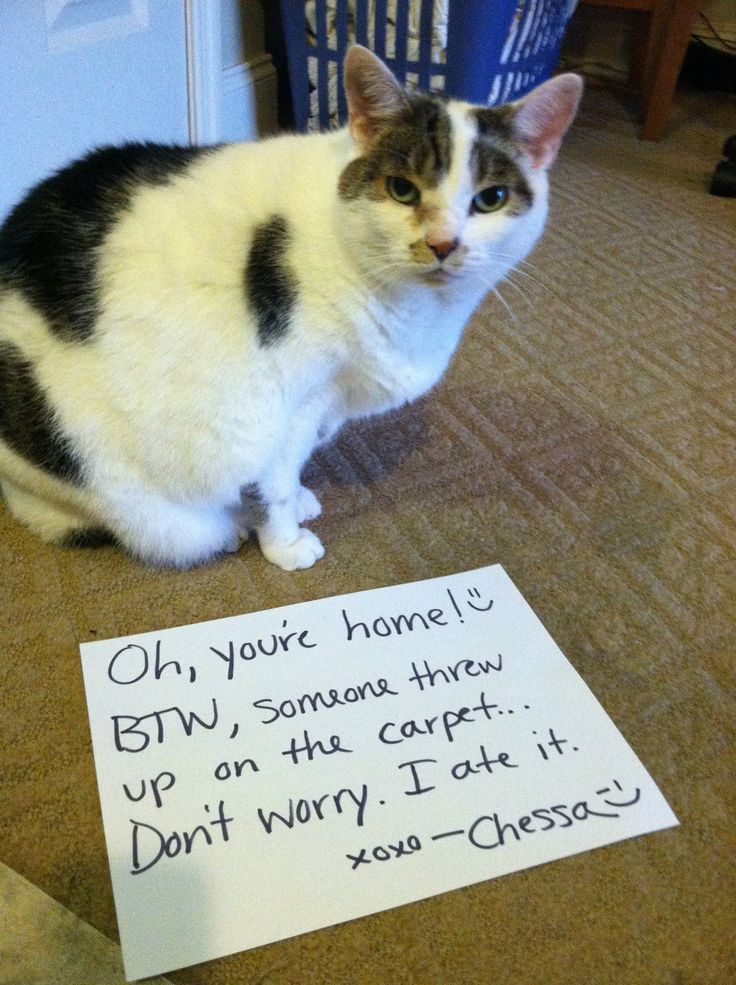 Oh, you're home! :)
BTW, someone threw
up on the carpet...
Don't worry. I ate it.
xoxo - Chessa :)